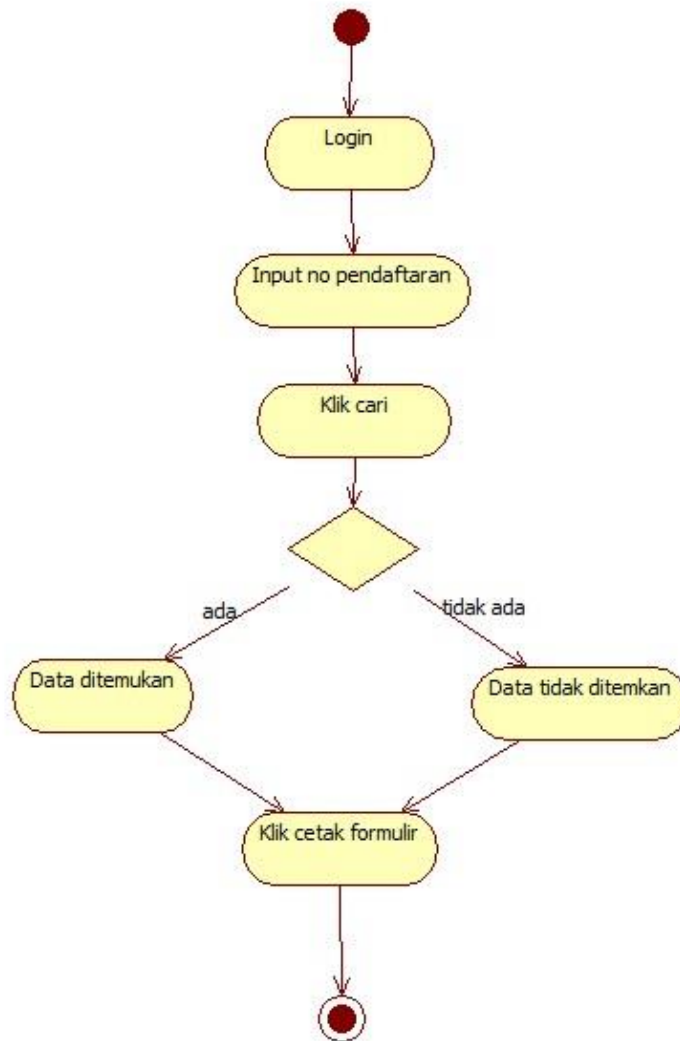 Login
Input no pendaftaran
Klik cari
ada
tidak ada
Data ditemukan
Data tidak ditemkan
Klik cetak formulir